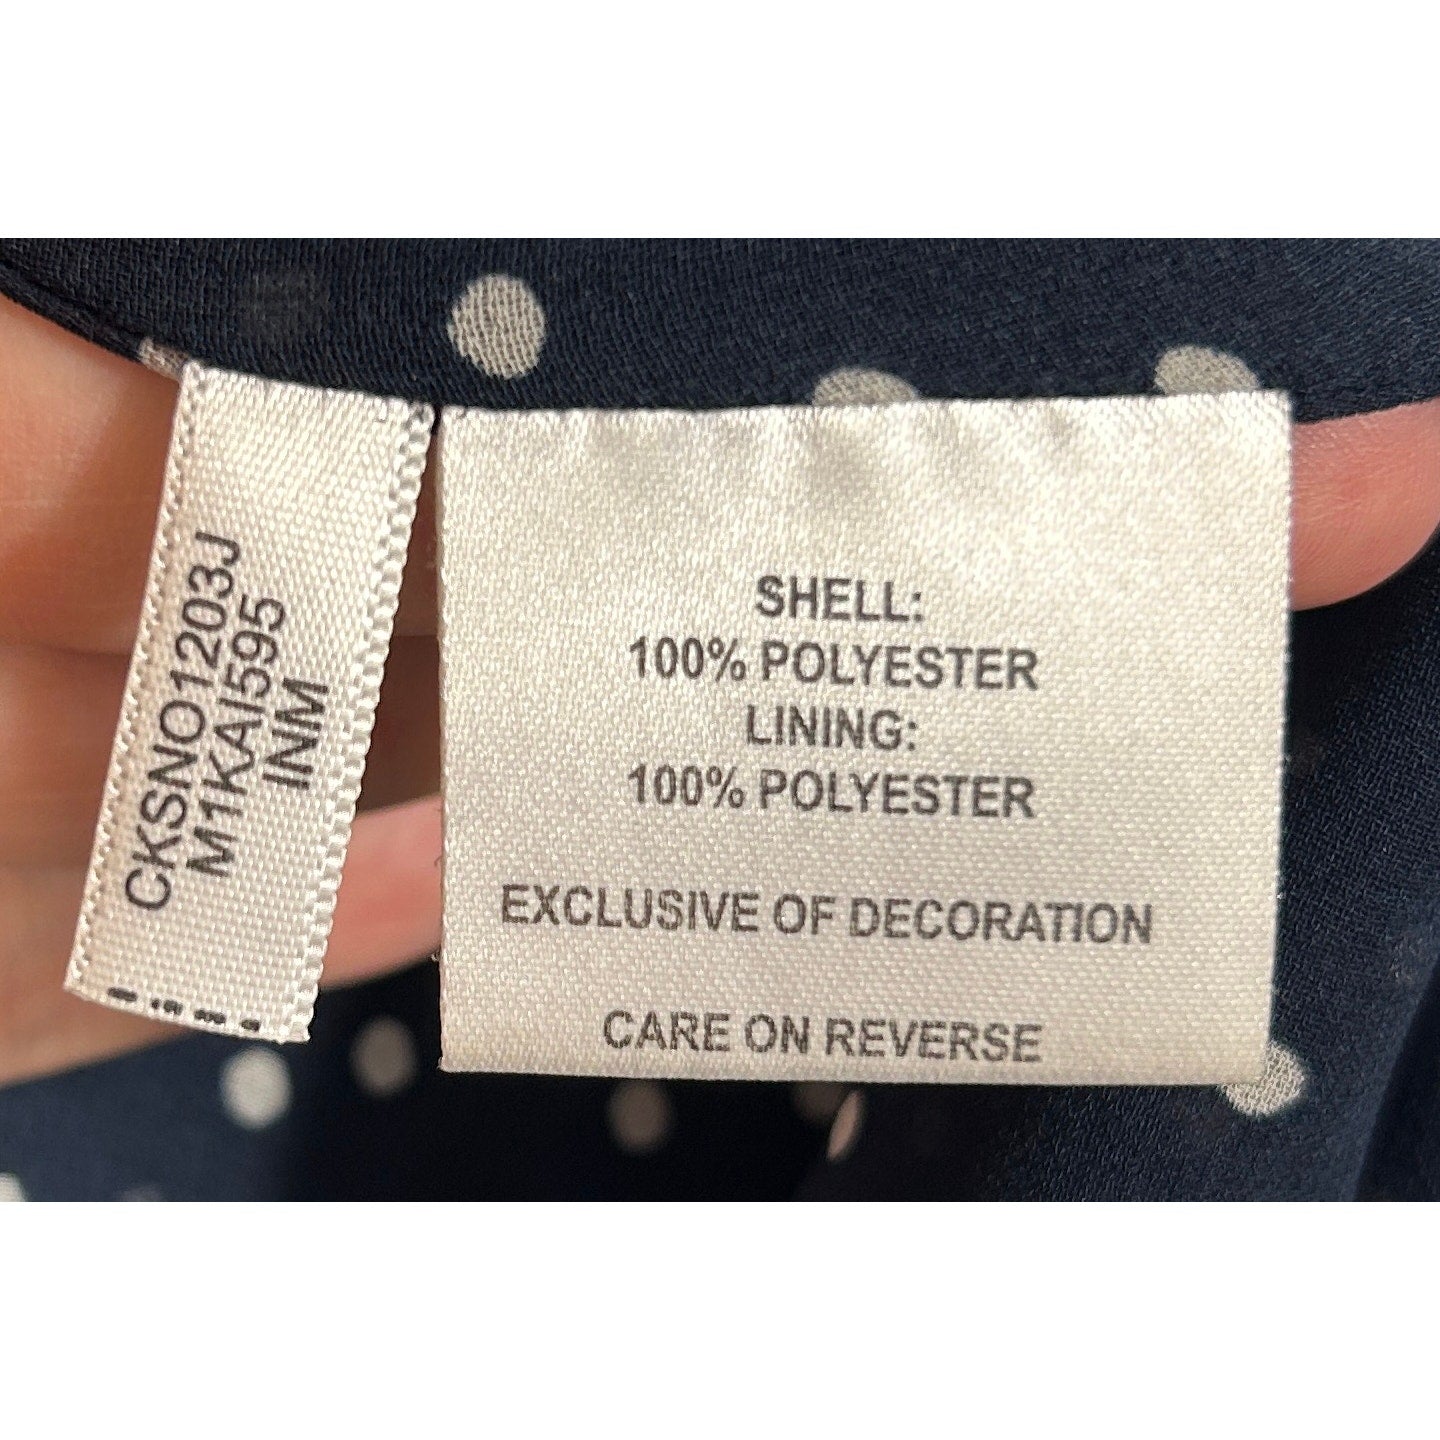 CKSNO1203J
M1KAI595
INM
SHELL:
100% POLYESTER
LINING:
100% POLYESTER
EXCLUSIVE OF DECORATION
CARE ON REVERSE